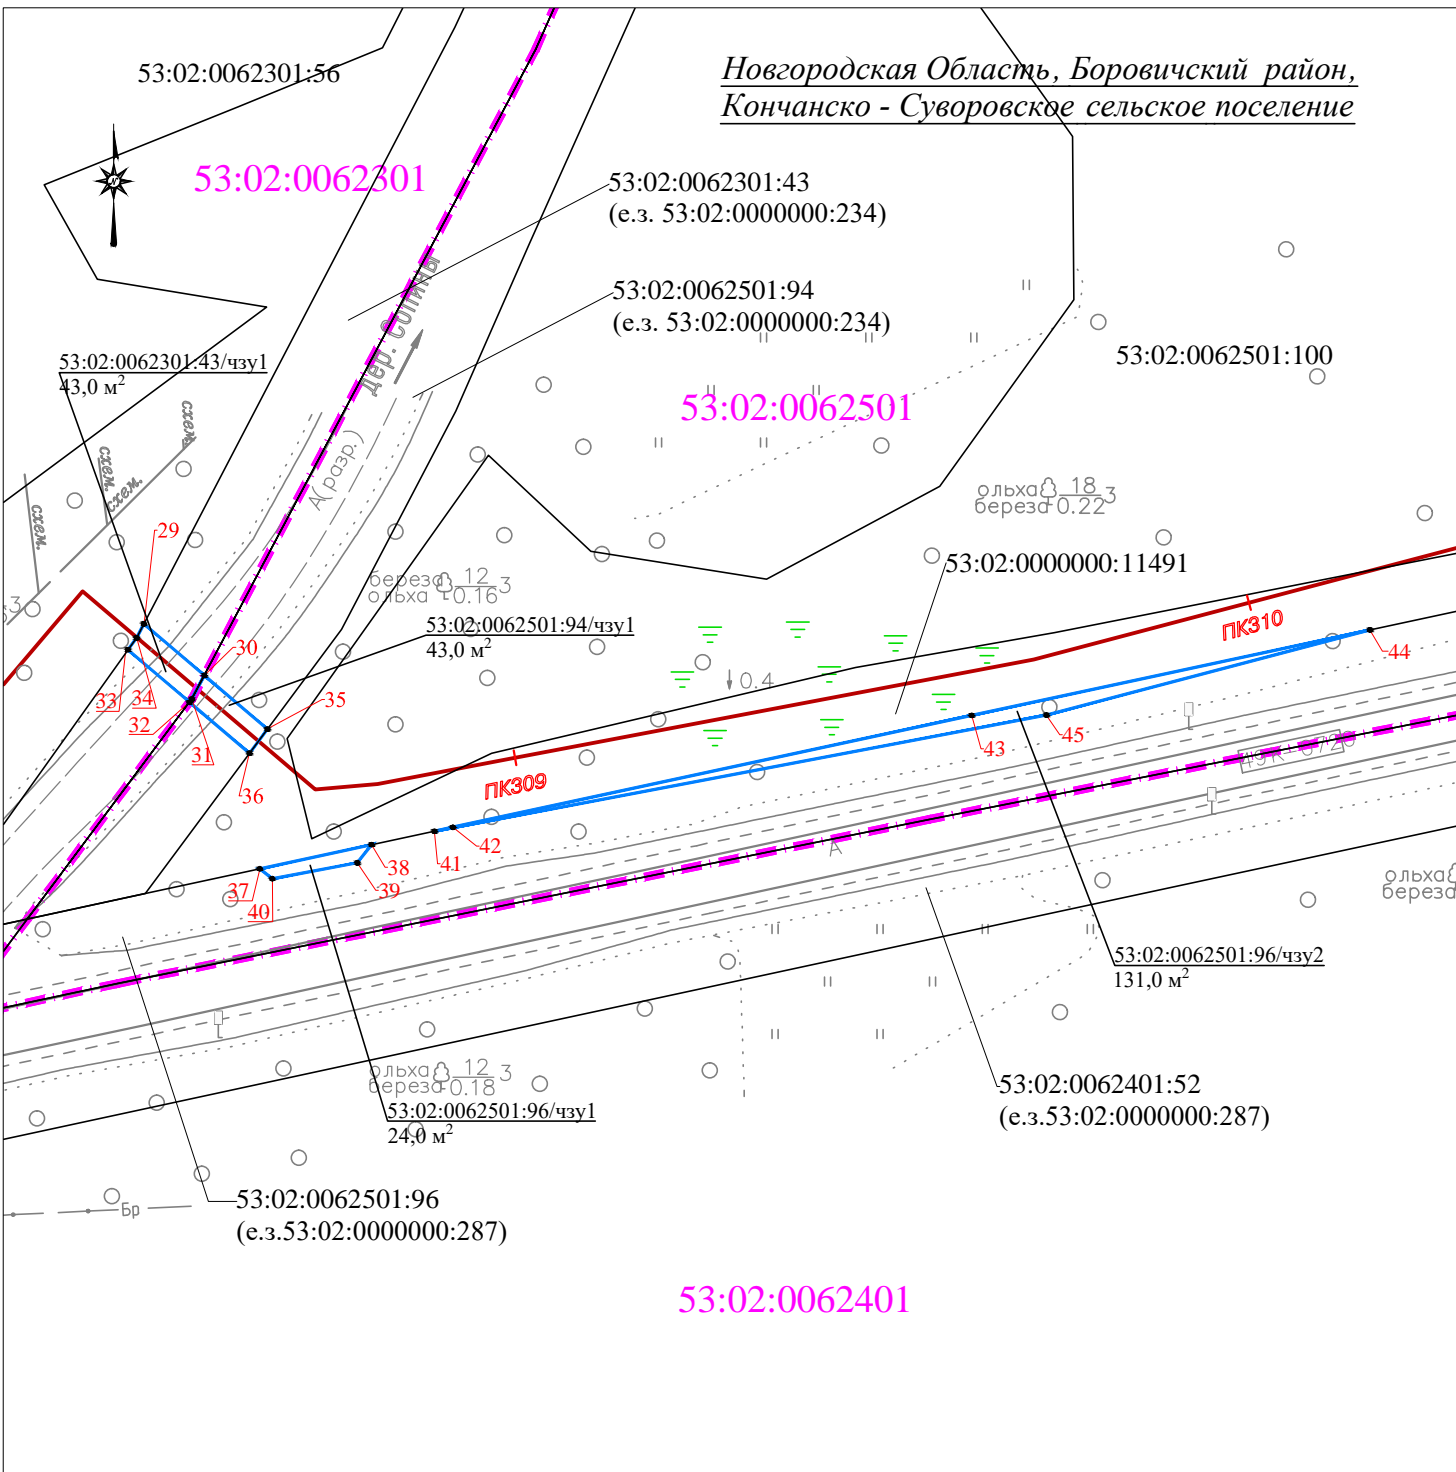 Новгородская Область, Боровичский район,
Кончанско - Суворовское сельское поселение
53:02:0062301:56
53:02:0062301
53:02:0062301:43
(е.з. 53:02:0000000:234)
53:02:0062501:94
(е.з. 53:02:0000000:234)
дер. Сопины
53:02:0062501:100
53:02:0062301:43/чзу1
43,0 м²
53:02:0062501
схем.
схем.
схем.
схем.
А(разр.)
ольха 18 3
береза 0.22
29
53:02:0000000:11491
береза 12 3
ольха 0.16
53:02:0062501:94/чзу1
43,0 м²
ПК310
30
44
0.4
33
34
35
32
31
43
45
36
ПК309
42
41
38
39
37
40
А
ольха
береза
53:02:0062501:96/чзу2
131,0 м²
ольха 12 3
береза 0.18
53:02:0062401:52
(е.з.53:02:0000000:287)
53:02:0062501:96/чзу1
24,0 м²
53:02:0062501:96
(е.з.53:02:0000000:287)
Бр
53:02:0062401